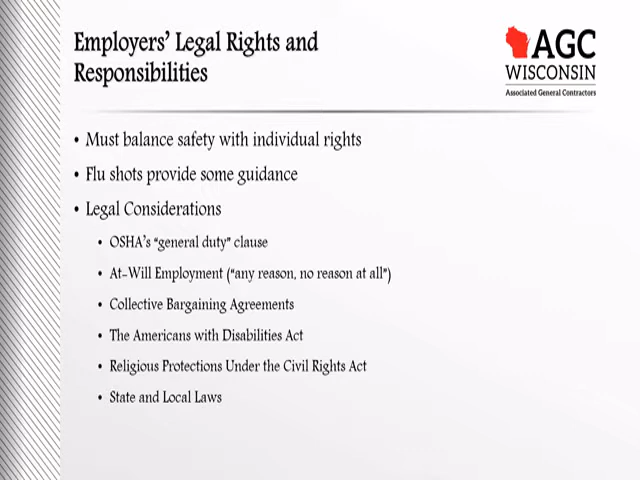 Employers’ Legal Rights and
Responsibilities
AGC
WISCONSIN
Associated General Contractors
• Must balance safety with individual rights
• Flu shots provide some guidance
• Legal Considerations
• OSHA’s “general duty” clause
• At-Will Employment (“any reason, no reason at all”)
• Collective Bargaining Agreements
• The Americans with Disabilities Act
• Religious Protections Under the Civil Rights Act
• State and Local Laws